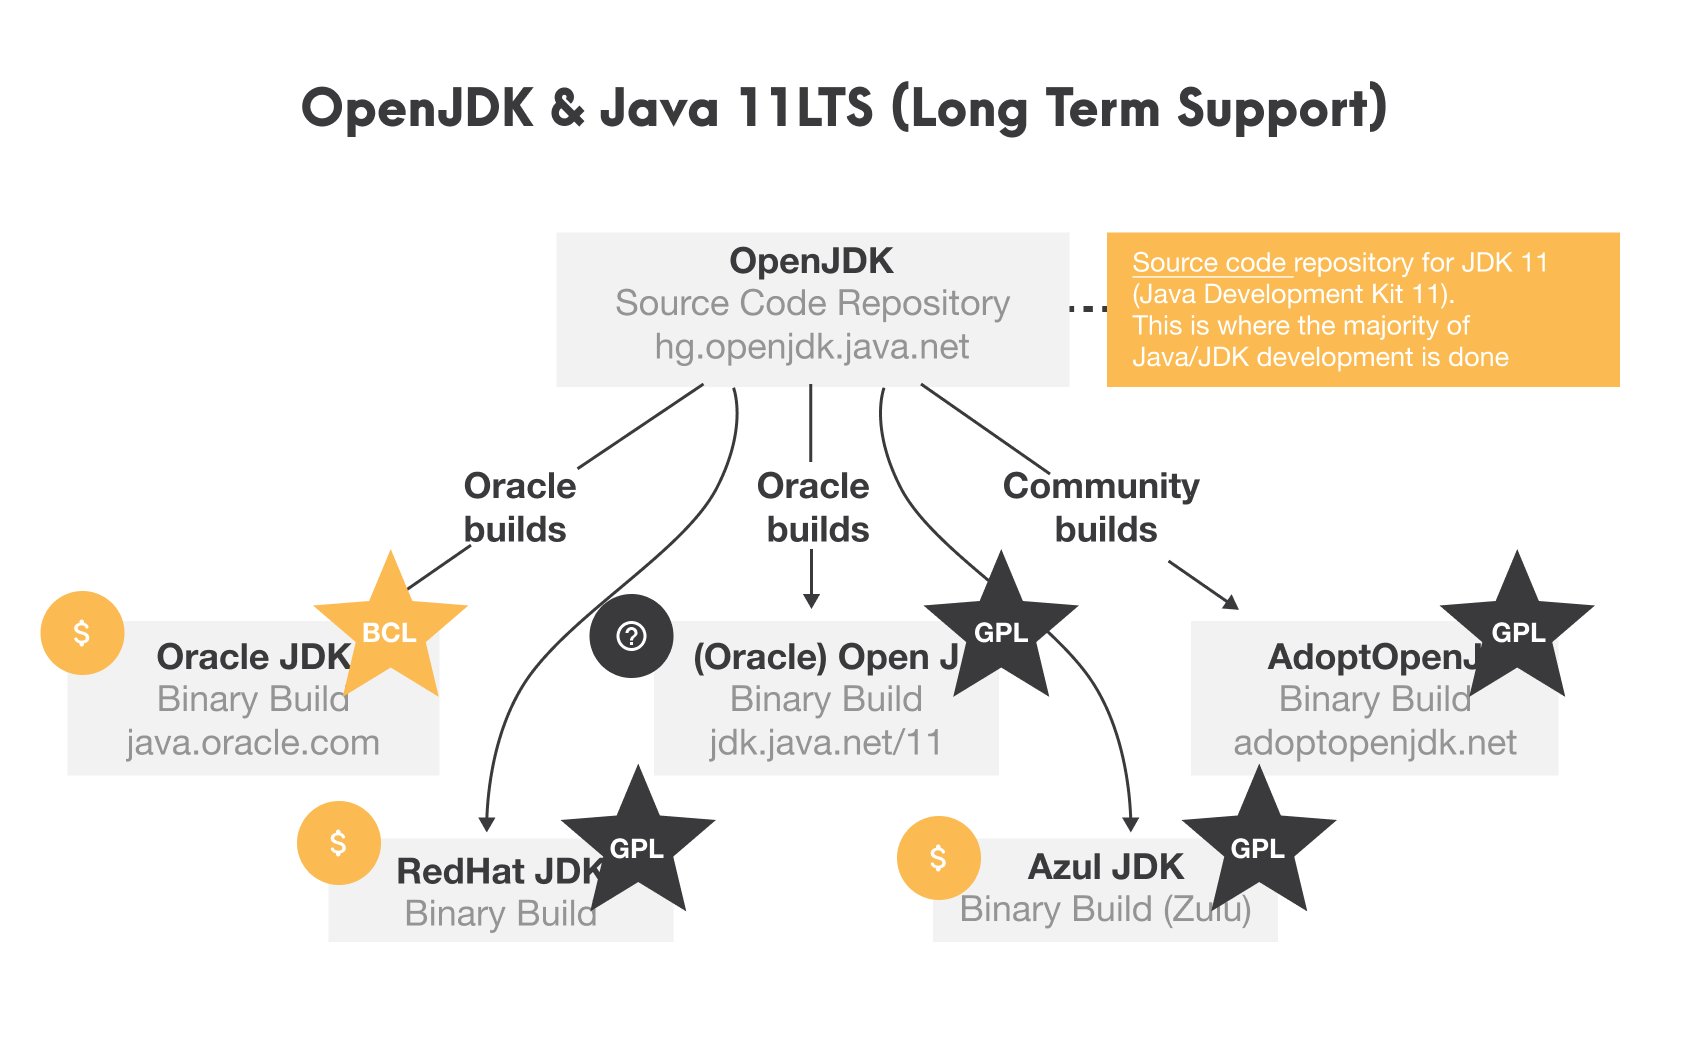 OpenJDK & Java 11LTS (Long Term Support)
OpenJDK
Source Code Repository
hg.openjdk.java.net
Source code repository for JDK 11
(Java Development Kit 11).
This is where the majority of
Java/JDK development is done
Oracle
builds
Oracle
builds
Community
builds
$
BCL
Oracle JDK
Binary Build
java.oracle.com
?
GPL
(Oracle) Open J
Binary Build
jdk.java.net/11
GPL
AdoptOpenJ
Binary Build
adoptopenjdk.net
$
GPL
RedHat JDK
Binary Build
$
GPL
Azul JDK
Binary Build (Zulu)